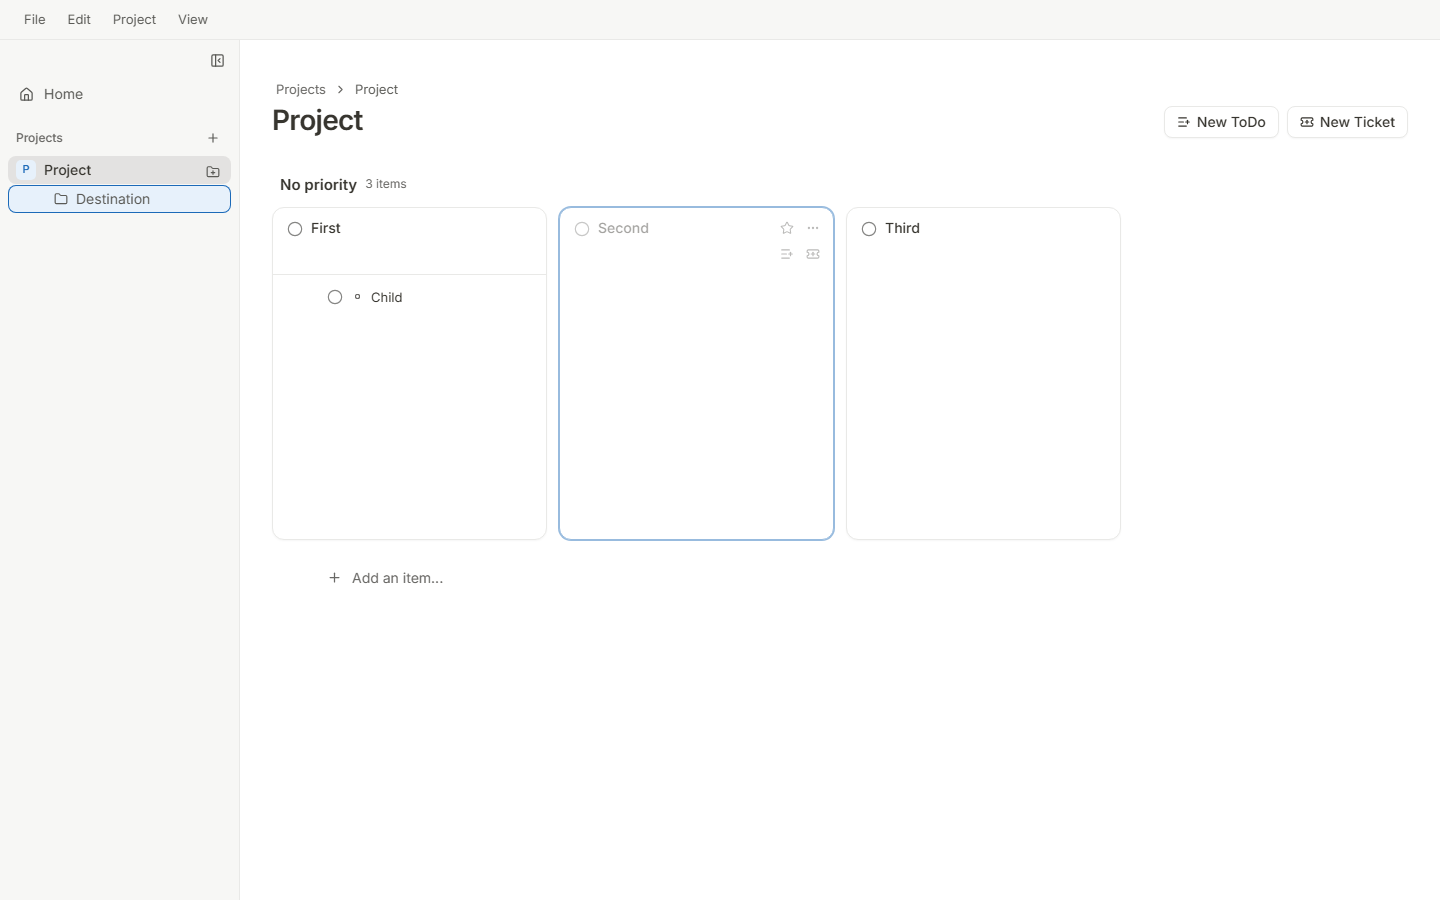 File Edit Project View
Home
Projects
P Project
Destination
Projects > Project
Project
New ToDo
New Ticket
No priority 3 items
First
Child
Second
Third
Add an item...